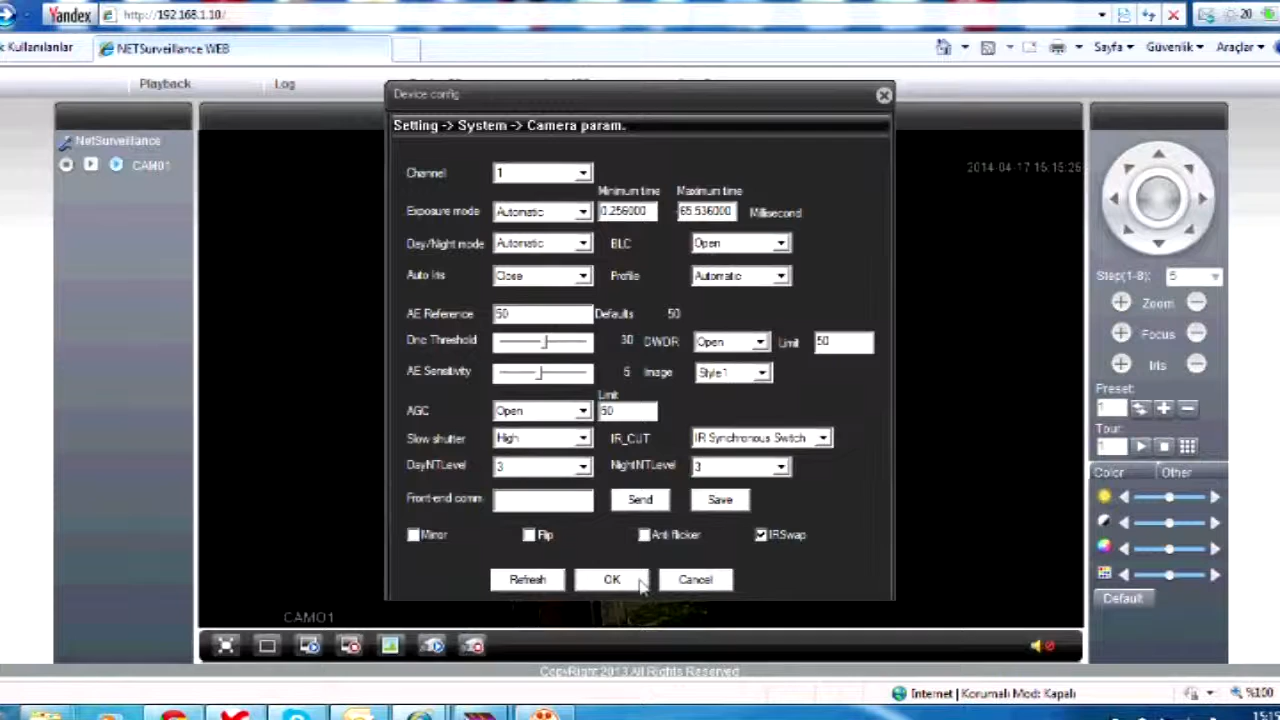 Yandex
http://192.168.1.10/
20
k Kullanılanlar
NETSurveillance WEB
Sayfa
Güvenlik
Araçlar
Playback
Log
Device config
Setting -> System -> Camera param.
NetSurveillance
CAM01
2014-04-17 15:15:26
Channel 1
Minimum time Maximum time
Exposure mode Automatic 0.256000 65.536000 Millisecond
Day/Night mode Automatic BLC Open
Auto Iris Close Profile Automatic
AE Reference 50 Defaults 50
Dnc Threshold 30 DWDR Open Limit 50
AE Sensitivity 5 Image Style1
Limit
AGC Open 50
Slow shutter High IR_CUT IR Synchronous Switch
DayNTLevel 3 NightNTLevel 3
Front-end comm Send Save
Mirror Flip Anti flicker IRSwap
Refresh OK Cancel
Step(1-8): 5
Zoom
Focus
Iris
Preset:
1
Tour:
1
Color Other
Default
CAM01
CopyRight 2013.All Rights Reserved
Internet | Korumalı Mod: Kapalı
%100